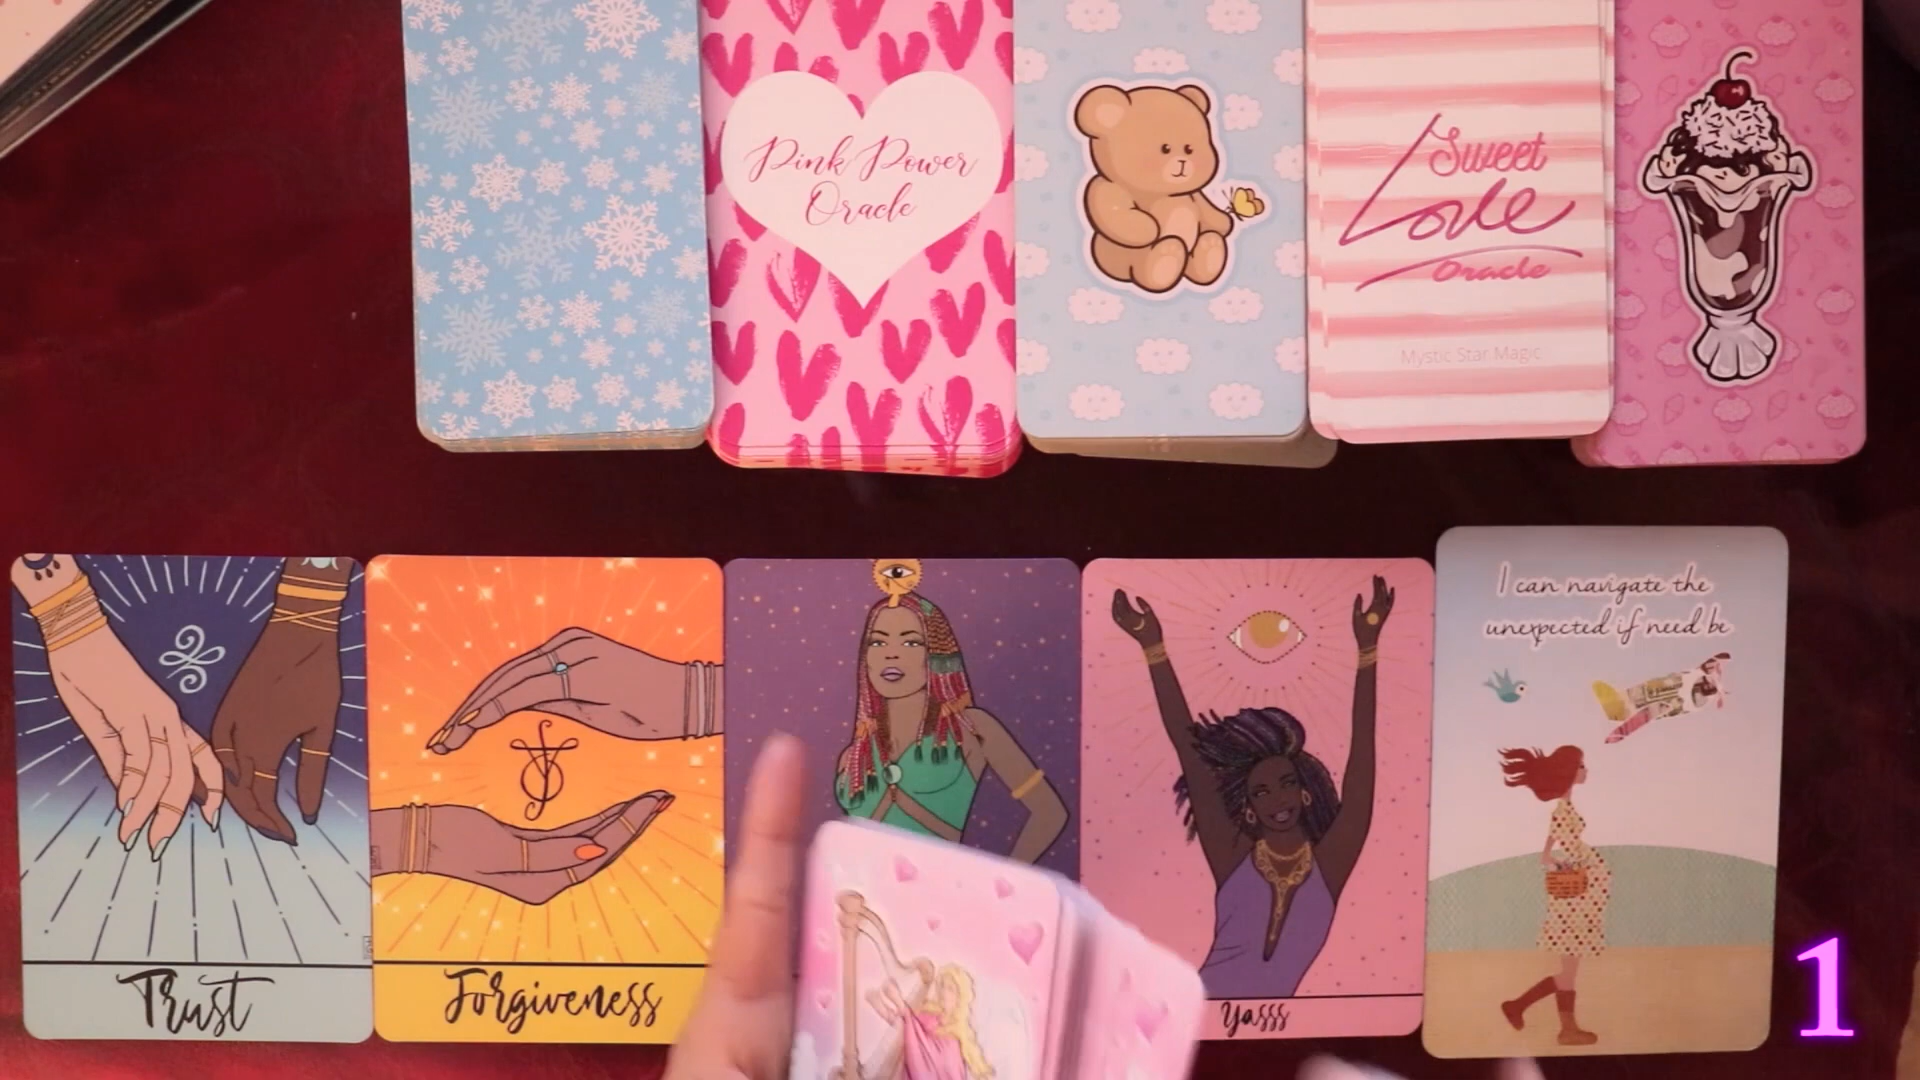 Pink Power
Oracle
Sweet
Love
Oracle
Mystic Star Magic
Trust
Forgiveness
Yasss
I can navigate the
unexpected if need be
1